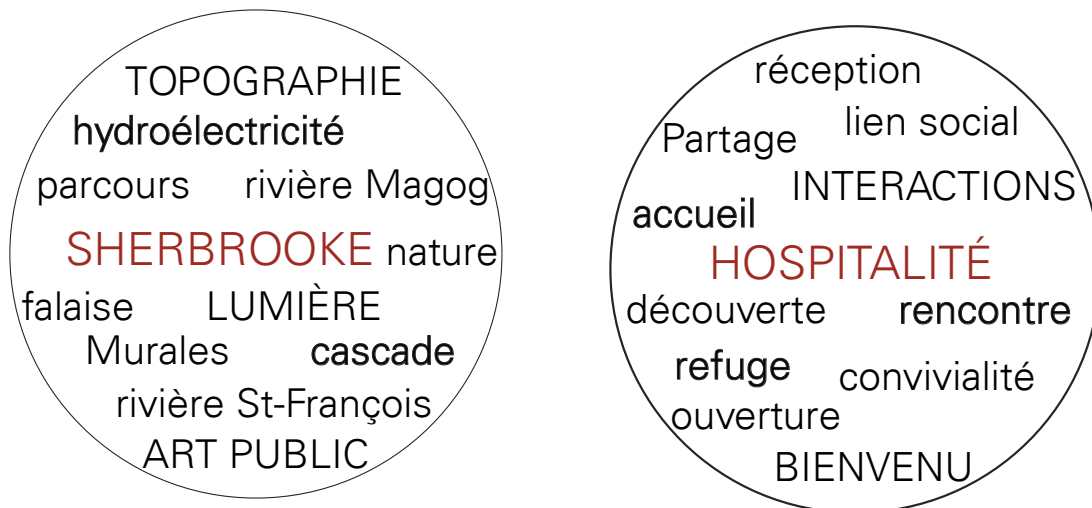 TOPOGRAPHIE
hydroélectricité
parcours rivière Magog
SHERBROOKE nature
falaise LUMIÈRE
Murales cascade
rivière St-François
ART PUBLIC
réception
Partage lien social
INTERACTIONS
accueil
HOSPITALITÉ
découverte rencontre
refuge convivialité
ouverture
BIENVENU